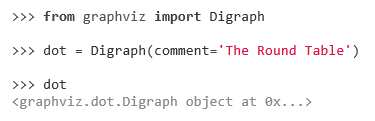 >>> from graphviz import Digraph
>>> dot = Digraph(comment='The Round Table')
>>> dot
<graphviz.dot.Digraph object at 0x...>